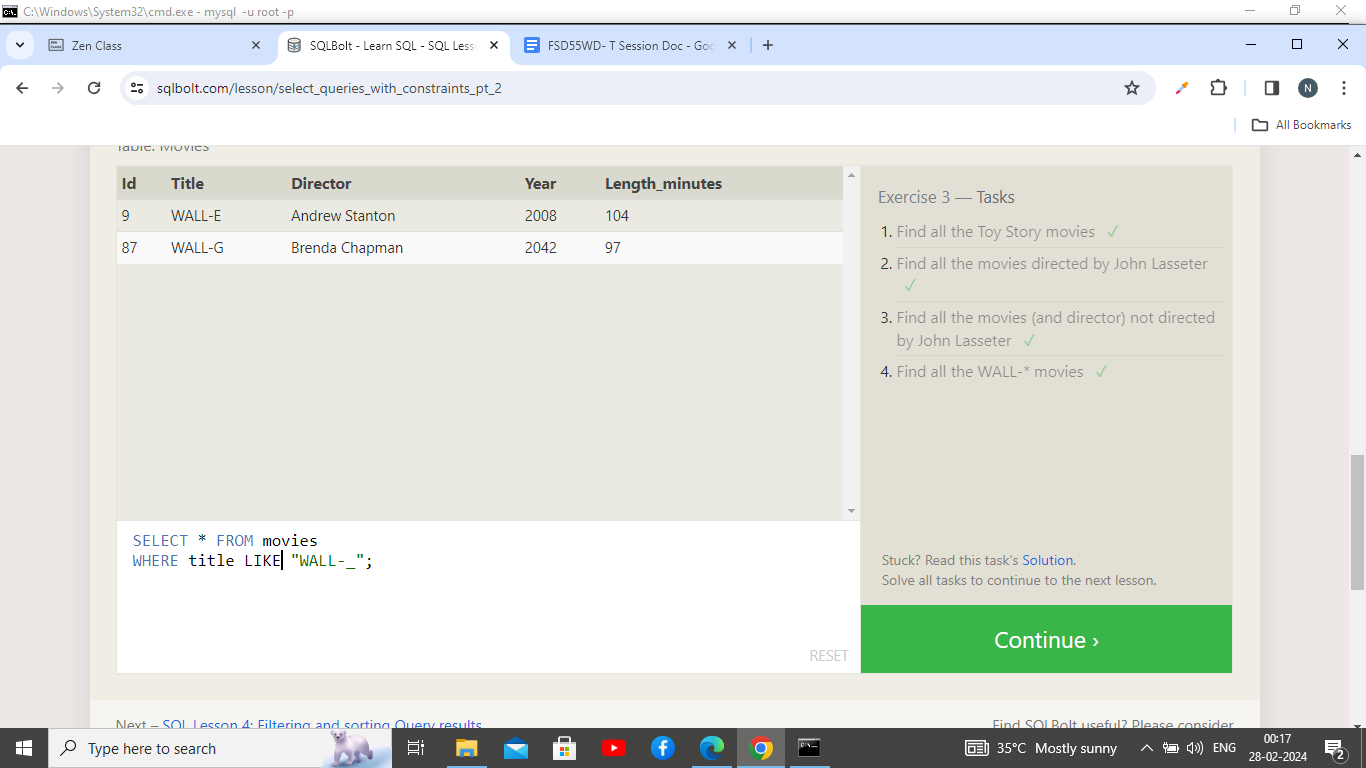 C:\Windows\System32\cmd.exe - mysql -u root -p
Zen Class
SQLBolt - Learn SQL - SQL Less
FSD55WD- T Session Doc - Goo
sqlbolt.com/lesson/select_queries_with_constraints_pt_2
N
All Bookmarks
Table: Movies
Id Title Director Year Length_minutes
9 WALL-E Andrew Stanton 2008 104
87 WALL-G Brenda Chapman 2042 97
SELECT * FROM movies
WHERE title LIKE "WALL-_";
RESET
Exercise 3 — Tasks
1. Find all the Toy Story movies ✓
2. Find all the movies directed by John Lasseter
✓
3. Find all the movies (and director) not directed
by John Lasseter ✓
4. Find all the WALL-* movies ✓
Stuck? Read this task's Solution.
Solve all tasks to continue to the next lesson.
Continue ›
Next – SQL Lesson 4: Filtering and sorting Query results
Find SQLBolt useful? Please consider
Type here to search
35°C Mostly sunny
ENG
00:17
28-02-2024
2